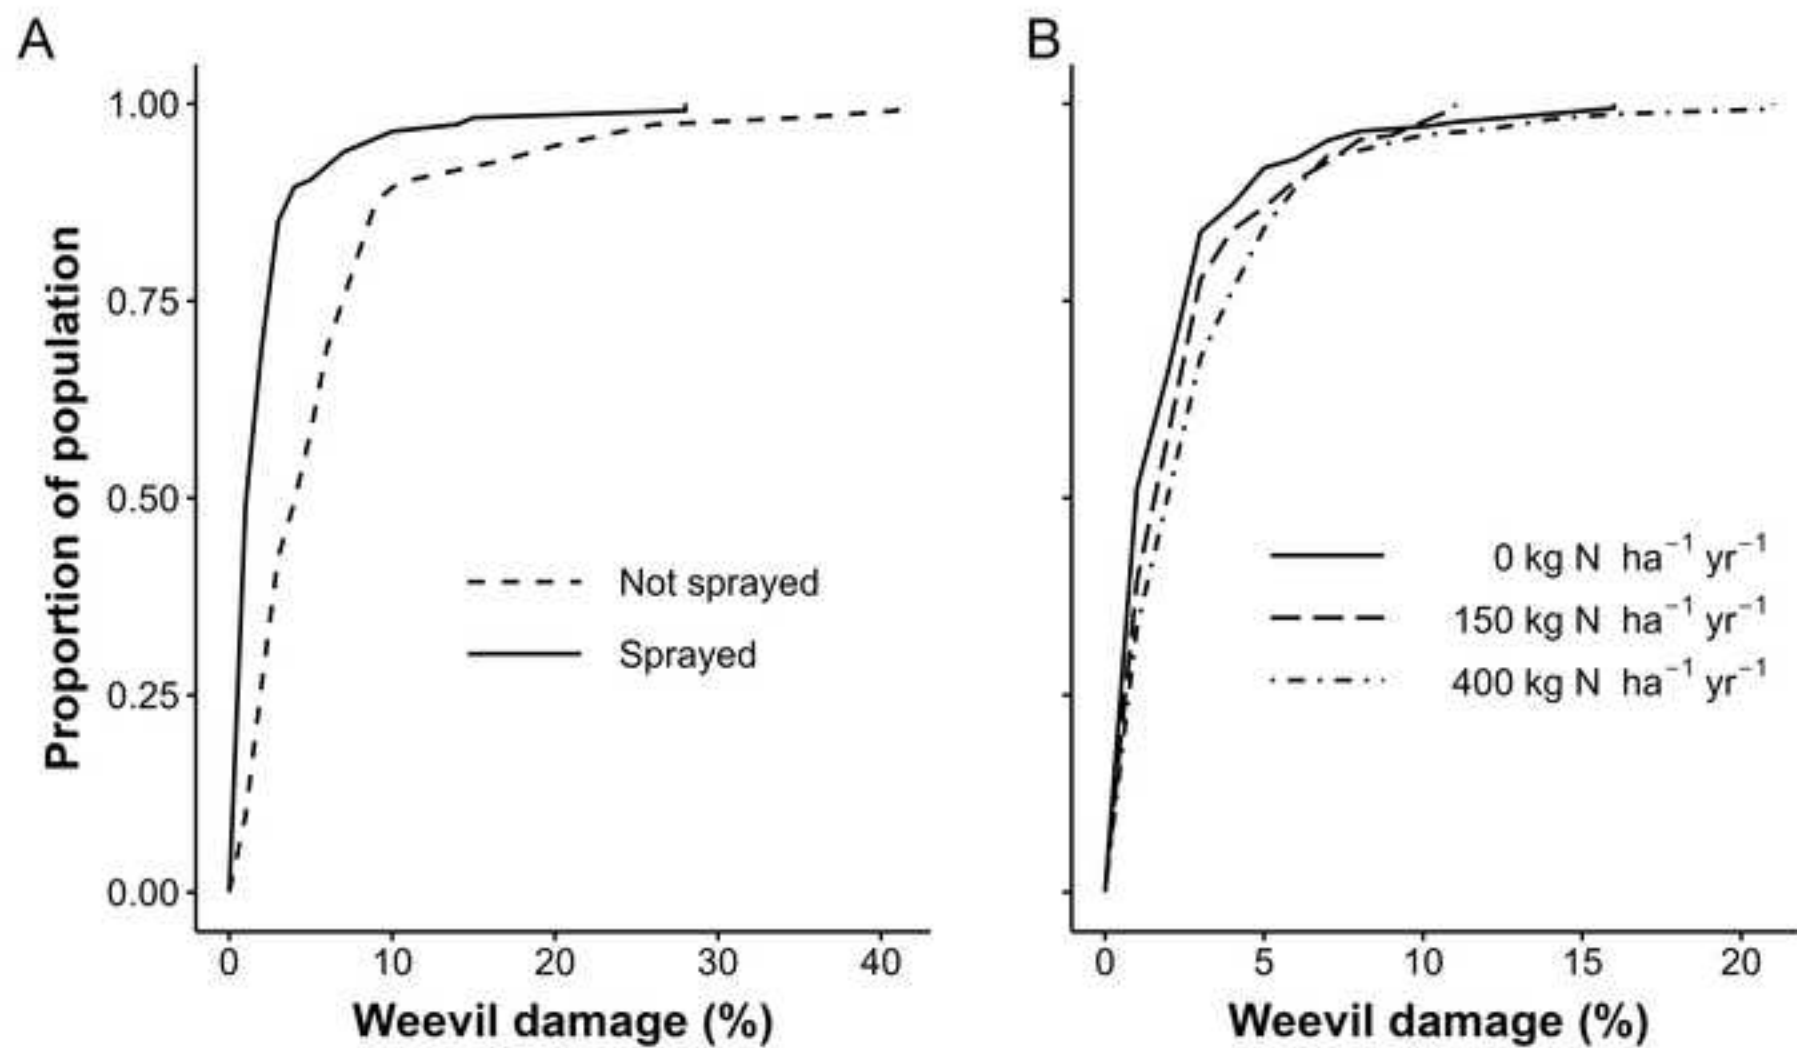 A
Proportion of population
1.00
0.75
0.50
0.25
0.00
Not sprayed
Sprayed
0 10 20 30 40
Weevil damage (%)
B
0 kg N ha⁻¹ yr⁻¹
150 kg N ha⁻¹ yr⁻¹
400 kg N ha⁻¹ yr⁻¹
0 5 10 15 20
Weevil damage (%)